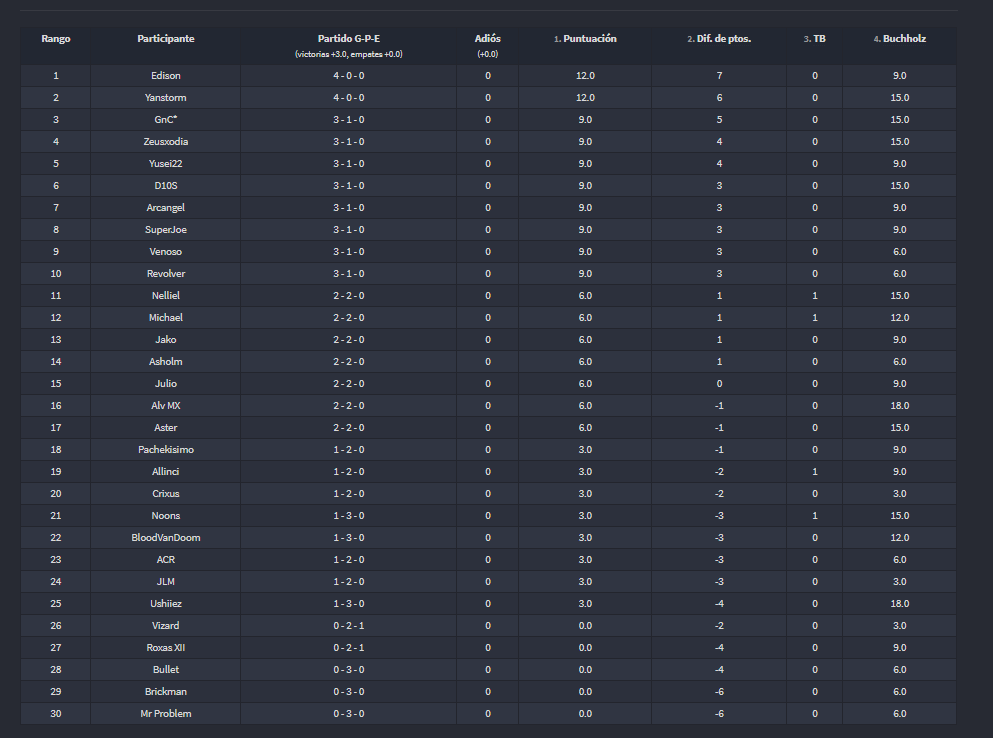 Rango Participante Partido G-P-E Adiós 1. Puntuación 2. Dif. de ptos. 3. TB 4. Buchholz
(victorias +3.0, empates +0.0) (+0.0)
1 Edison 4 - 0 - 0 0 12.0 7 0 9.0
2 Yanstorm 4 - 0 - 0 0 12.0 6 0 15.0
3 GnC* 3 - 1 - 0 0 9.0 5 0 15.0
4 Zeusxodia 3 - 1 - 0 0 9.0 4 0 15.0
5 Yusei22 3 - 1 - 0 0 9.0 4 0 9.0
6 D10S 3 - 1 - 0 0 9.0 3 0 15.0
7 Arcangel 3 - 1 - 0 0 9.0 3 0 9.0
8 SuperJoe 3 - 1 - 0 0 9.0 3 0 9.0
9 Venoso 3 - 1 - 0 0 9.0 3 0 6.0
10 Revolver 3 - 1 - 0 0 9.0 3 0 6.0
11 Nelliel 2 - 2 - 0 0 6.0 1 1 15.0
12 Michael 2 - 2 - 0 0 6.0 1 1 12.0
13 Jako 2 - 2 - 0 0 6.0 1 0 9.0
14 Asholm 2 - 2 - 0 0 6.0 1 0 6.0
15 Julio 2 - 2 - 0 0 6.0 0 0 9.0
16 Alv MX 2 - 2 - 0 0 6.0 -1 0 18.0
17 Aster 2 - 2 - 0 0 6.0 -1 0 15.0
18 Pachekisimo 1 - 2 - 0 0 3.0 -1 0 9.0
19 Allinci 1 - 2 - 0 0 3.0 -2 1 9.0
20 Crixus 1 - 2 - 0 0 3.0 -2 0 3.0
21 Noons 1 - 3 - 0 0 3.0 -3 1 15.0
22 BloodVanDoom 1 - 3 - 0 0 3.0 -3 0 12.0
23 ACR 1 - 2 - 0 0 3.0 -3 0 6.0
24 JLM 1 - 2 - 0 0 3.0 -3 0 3.0
25 Ushiiez 1 - 3 - 0 0 3.0 -4 0 18.0
26 Vizard 0 - 2 - 1 0 0.0 -2 0 3.0
27 Roxas XII 0 - 2 - 1 0 0.0 -4 0 9.0
28 Bullet 0 - 3 - 0 0 0.0 -4 0 6.0
29 Brickman 0 - 3 - 0 0 0.0 -6 0 6.0
30 Mr Problem 0 - 3 - 0 0 0.0 -6 0 6.0